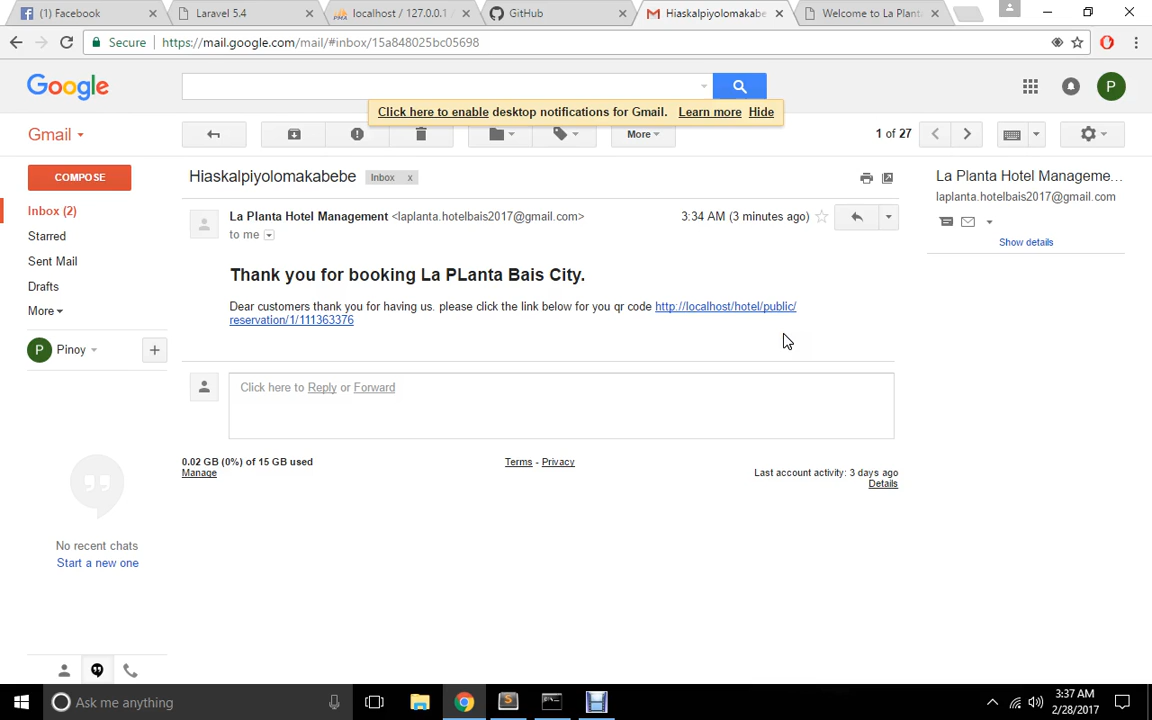 (1) Facebook
Laravel 5.4
PMA
localhost / 127.0.0.1
GitHub
Hiaskalpiyolomakabe
Welcome to La Plant
Secure
https://mail.google.com/mail/#inbox/15a848025bc05698
Google
P
Click here to enable desktop notifications for Gmail. Learn more Hide
Gmail
More
1 of 27
COMPOSE
Inbox (2)
Starred
Sent Mail
Drafts
More
P
Pinoy
+
No recent chats
Start a new one
Hiaskalpiyolomakabebe
Inbox x
La Planta Hotel Management <laplanta.hotelbais2017@gmail.com>
3:34 AM (3 minutes ago)
to me
Thank you for booking La PLanta Bais City.
Dear customers thank you for having us. please click the link below for you qr code http://localhost/hotel/public/
reservation/1/111363376
Click here to Reply or Forward
0.02 GB (0%) of 15 GB used
Manage
Terms - Privacy
Last account activity: 3 days ago
Details
La Planta Hotel Manageme...
laplanta.hotelbais2017@gmail.com
Show details
Ask me anything
3:37 AM
2/28/2017